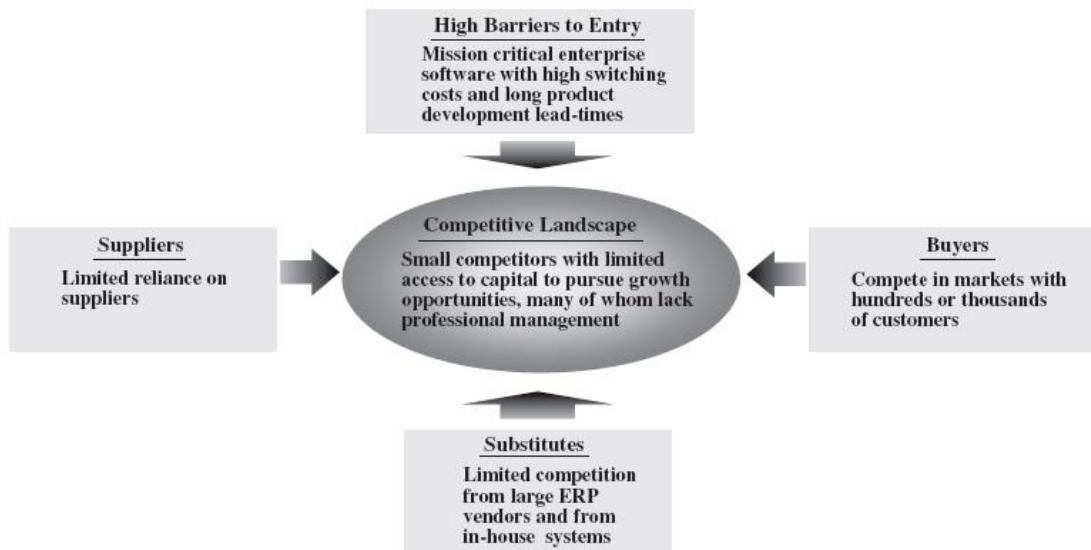 High Barriers to Entry
Mission critical enterprise
software with high switching
costs and long product
development lead-times
Suppliers
Limited reliance on
suppliers
Competitive Landscape
Small competitors with limited
access to capital to pursue growth
opportunities, many of whom lack
professional management
Buyers
Compete in markets with
hundreds or thousands
of customers
Substitutes
Limited competition
from large ERP
vendors and from
in-house systems